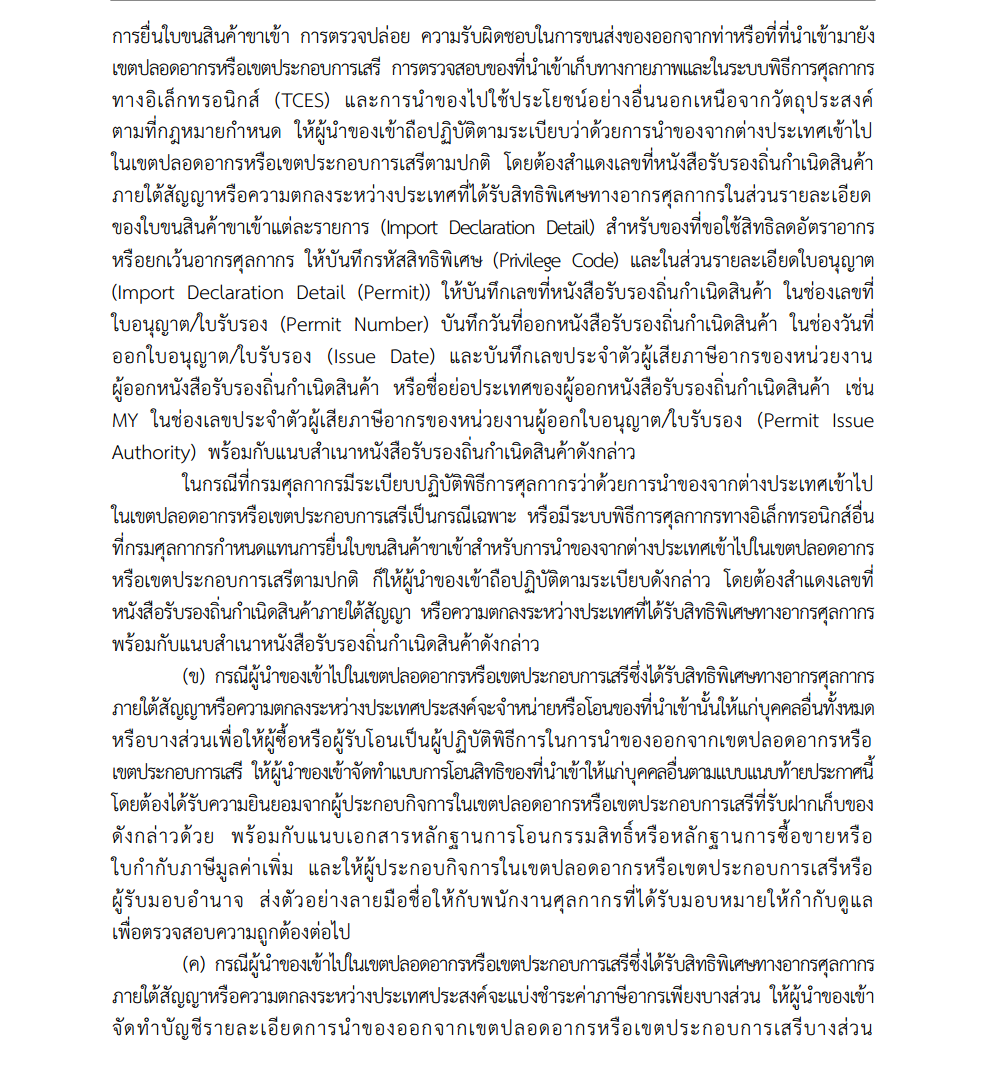 การยื่นใบขนสินค้าขาเข้า การตรวจปล่อย ความรับผิดชอบในการขนส่งของออกจากท่าหรือที่ที่นำเข้ามายัง
เขตปลอดอากรหรือเขตประกอบการเสรี การตรวจสอบของที่นำเข้าเก็บทางกายภาพและในระบบพิธีการศุลกากร
ทางอิเล็กทรอนิกส์ (TCES) และการนำของไปใช้ประโยชน์อย่างอื่นนอกเหนือจากวัตถุประสงค์
ตามที่กฎหมายกำหนด ให้ผู้นำของเข้าถือปฏิบัติตามระเบียบว่าด้วยการนำของจากต่างประเทศเข้าไป
ในเขตปลอดอากรหรือเขตประกอบการเสรีตามปกติ โดยต้องสำแดงเลขที่หนังสือรับรองถิ่นกำเนิดสินค้า
ภายใต้สัญญาหรือความตกลงระหว่างประเทศที่ได้รับสิทธิพิเศษทางอากรศุลกากรในส่วนรายละเอียด
ของใบขนสินค้าขาเข้าแต่ละรายการ (Import Declaration Detail) สำหรับของที่ขอใช้สิทธิลดอัตราอากร
หรือยกเว้นอากรศุลกากร ให้บันทึกรหัสสิทธิพิเศษ (Privilege Code) และในส่วนรายละเอียดใบอนุญาต
(Import Declaration Detail (Permit)) ให้บันทึกเลขที่หนังสือรับรองถิ่นกำเนิดสินค้า ในช่องเลขที่
ใบอนุญาต/ใบรับรอง (Permit Number) บันทึกวันที่ออกหนังสือรับรองถิ่นกำเนิดสินค้า ในช่องวันที่
ออกใบอนุญาต/ใบรับรอง (Issue Date) และบันทึกเลขประจำตัวผู้เสียภาษีอากรของหน่วยงาน
ผู้ออกหนังสือรับรองถิ่นกำเนิดสินค้า หรือชื่อย่อประเทศของผู้ออกหนังสือรับรองถิ่นกำเนิดสินค้า เช่น
MY ในช่องเลขประจำตัวผู้เสียภาษีอากรของหน่วยงานผู้ออกใบอนุญาต/ใบรับรอง (Permit Issue
Authority) พร้อมกับแนบสำเนาหนังสือรับรองถิ่นกำเนิดสินค้าดังกล่าว
ในกรณีที่กรมศุลกากรมีระเบียบปฏิบัติพิธีการศุลกากรว่าด้วยการนำของจากต่างประเทศเข้าไป
ในเขตปลอดอากรหรือเขตประกอบการเสรีเป็นกรณีเฉพาะ หรือมีระบบพิธีการศุลกากรทางอิเล็กทรอนิกส์อื่น
ที่กรมศุลกากรกำหนดแทนการยื่นใบขนสินค้าขาเข้าสำหรับการนำของจากต่างประเทศเข้าไปในเขตปลอดอากร
หรือเขตประกอบการเสรีตามปกติ ก็ให้ผู้นำของเข้าถือปฏิบัติตามระเบียบดังกล่าว โดยต้องสำแดงเลขที่
หนังสือรับรองถิ่นกำเนิดสินค้าภายใต้สัญญา หรือความตกลงระหว่างประเทศที่ได้รับสิทธิพิเศษทางอากรศุลกากร
พร้อมกับแนบสำเนาหนังสือรับรองถิ่นกำเนิดสินค้าดังกล่าว
(ข) กรณีผู้นำของเข้าไปในเขตปลอดอากรหรือเขตประกอบการเสรีซึ่งได้รับสิทธิพิเศษทางอากรศุลกากร
ภายใต้สัญญาหรือความตกลงระหว่างประเทศประสงค์จะจำหน่ายหรือโอนของที่นำเข้านั้นให้แก่บุคคลอื่นทั้งหมด
หรือบางส่วนเพื่อให้ผู้ซื้อหรือผู้รับโอนเป็นผู้ปฏิบัติพิธีการในการนำของออกจากเขตปลอดอากรหรือ
เขตประกอบการเสรี ให้ผู้นำของเข้าจัดทำแบบการโอนสิทธิของที่นำเข้าให้แก่บุคคลอื่นตามแบบแนบท้ายประกาศนี้
โดยต้องได้รับความยินยอมจากผู้ประกอบกิจการในเขตปลอดอากรหรือเขตประกอบการเสรีที่รับฝากเก็บของ
ดังกล่าวด้วย พร้อมกับแนบเอกสารหลักฐานการโอนกรรมสิทธิ์หรือหลักฐานการซื้อขายหรือ
ใบกำกับภาษีมูลค่าเพิ่ม และให้ผู้ประกอบกิจการในเขตปลอดอากรหรือเขตประกอบการเสรีหรือ
ผู้รับมอบอำนาจ ส่งตัวอย่างลายมือชื่อให้กับพนักงานศุลกากรที่ได้รับมอบหมายให้กำกับดูแล
เพื่อตรวจสอบความถูกต้องต่อไป
(ค) กรณีผู้นำของเข้าไปในเขตปลอดอากรหรือเขตประกอบการเสรีซึ่งได้รับสิทธิพิเศษทางอากรศุลกากร
ภายใต้สัญญาหรือความตกลงระหว่างประเทศประสงค์จะแบ่งชำระค่าภาษีอากรเพียงบางส่วน ให้ผู้นำของเข้า
จัดทำบัญชีรายละเอียดการนำของออกจากเขตปลอดอากรหรือเขตประกอบการเสรีบางส่วน